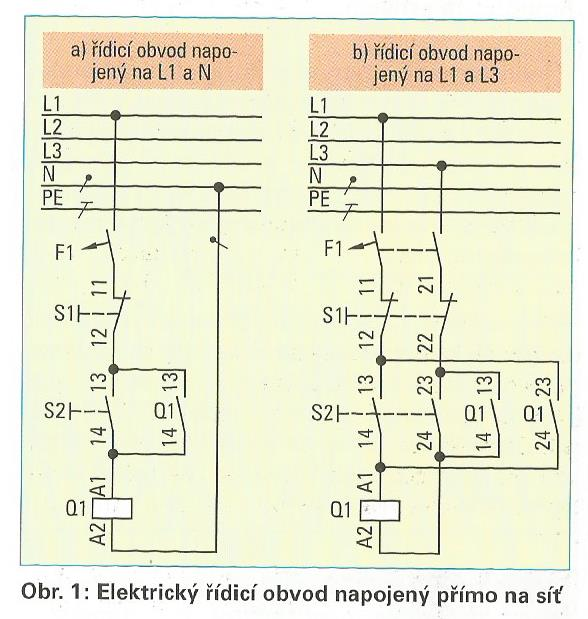 a) řídicí obvod napo-
jený na L1 a N
b) řídicí obvod napo-
jený na L1 a L3
L1
L2
L3
N
PE
F1
11
S1
12
13
13
S2
Q1
14
14
A1
Q1
A2
L1
L2
L3
N
PE
F1
11
21
S1
12
22
13
23
13
23
S2
Q1
Q1
14
24
14
24
A1
Q1
A2
Obr. 1: Elektrický řídicí obvod napojený přímo na síť